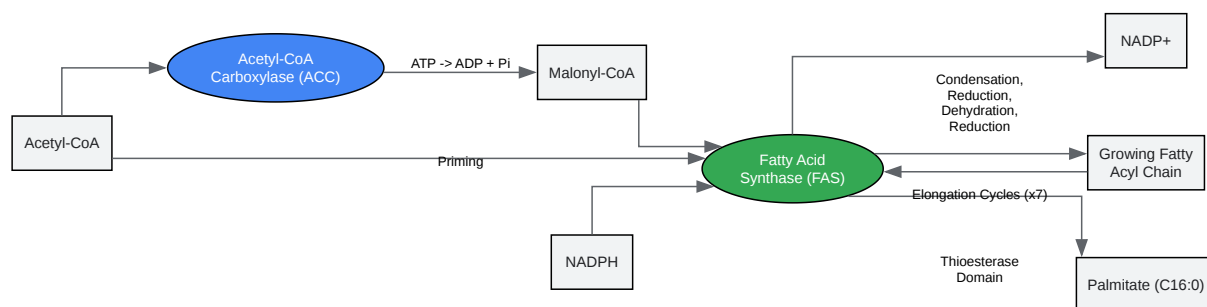 Acetyl-CoA
Carboxylase (ACC)
ATP -> ADP + Pi
Malonyl-CoA
NADP+
Condensation,
Reduction,
Dehydration,
Reduction
Acetyl-CoA
Priming
Fatty Acid
Synthase (FAS)
Growing Fatty
Acyl Chain
Elongation Cycles (x7)
NADPH
Thioesterase
Domain
Palmitate (C16:0)